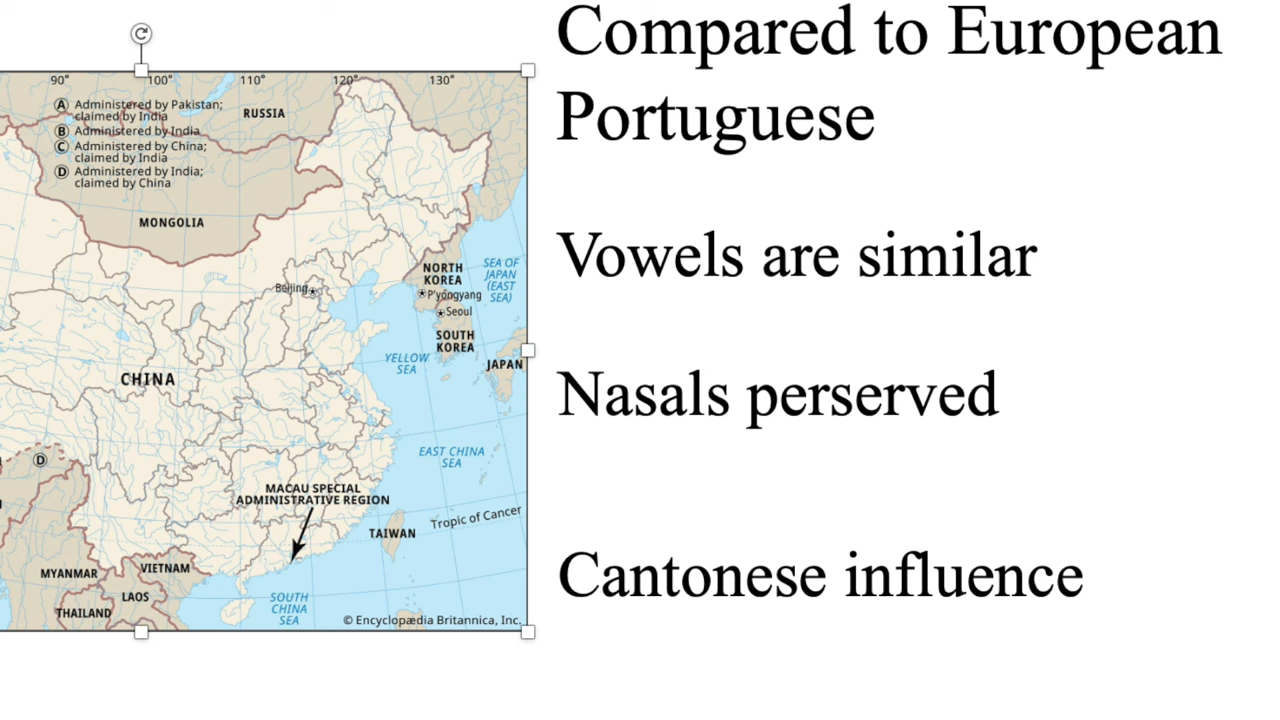 Compared to European
Portuguese
Vowels are similar
Nasals perserved
Cantonese influence
90°
100°
110°
120°
130°
A Administered by Pakistan;
claimed by India
B Administered by India
C Administered by China;
claimed by India
D Administered by India;
claimed by China
RUSSIA
MONGOLIA
NORTH
KOREA
SEA OF
JAPAN
(EAST
SEA)
Beijing
P'yŏngyang
Seoul
SOUTH
KOREA
YELLOW
SEA
JAPAN
CHINA
EAST CHINA
SEA
D
MACAU SPECIAL
ADMINISTRATIVE REGION
Tropic of Cancer
TAIWAN
MYANMAR
VIETNAM
LAOS
THAILAND
SOUTH
CHINA
SEA
© Encyclopædia Britannica, Inc.